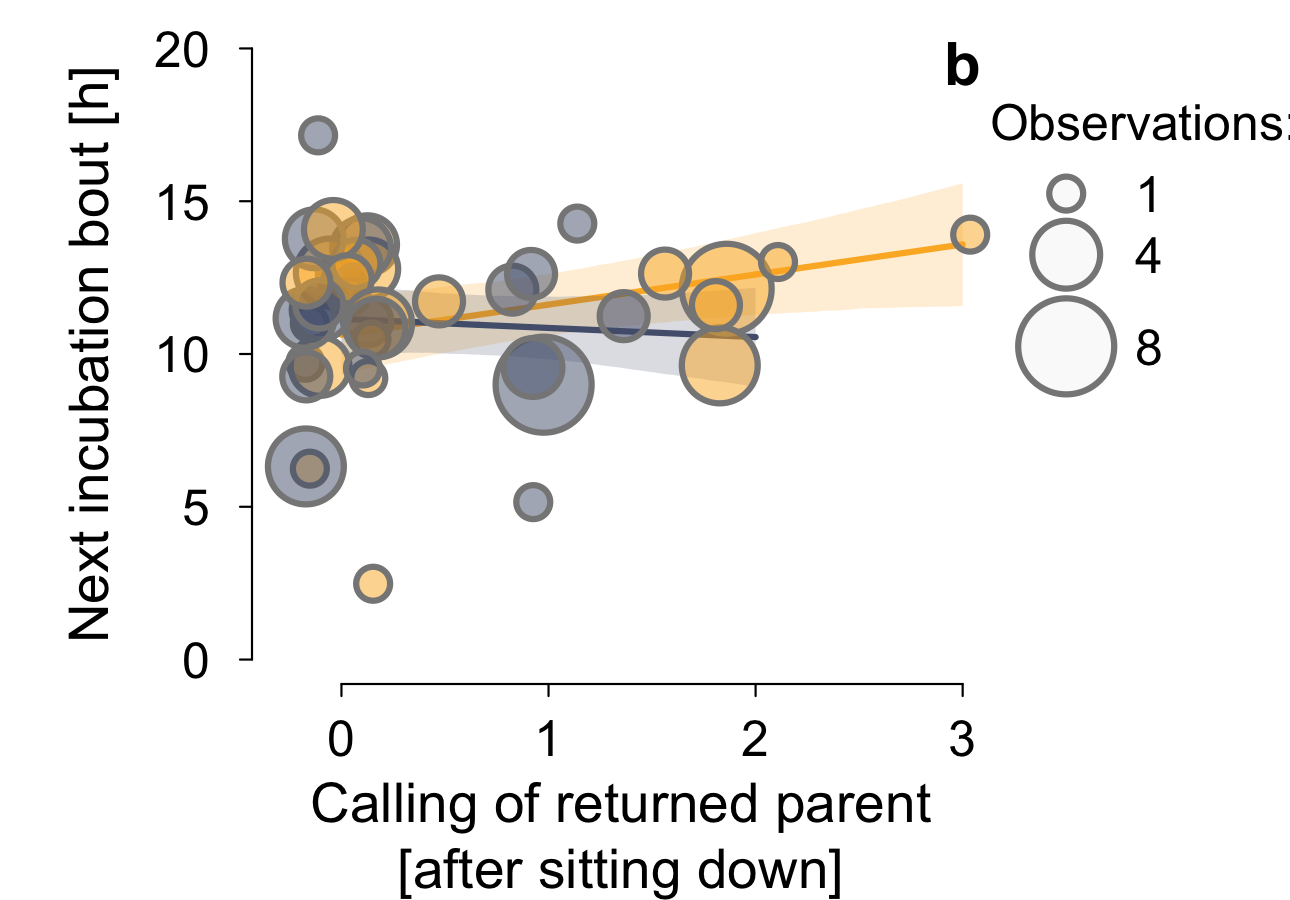 b
Observations:
1
4
8
Next incubation bout [h]
20
15
10
5
0
0 1 2 3
Calling of returned parent
[after sitting down]